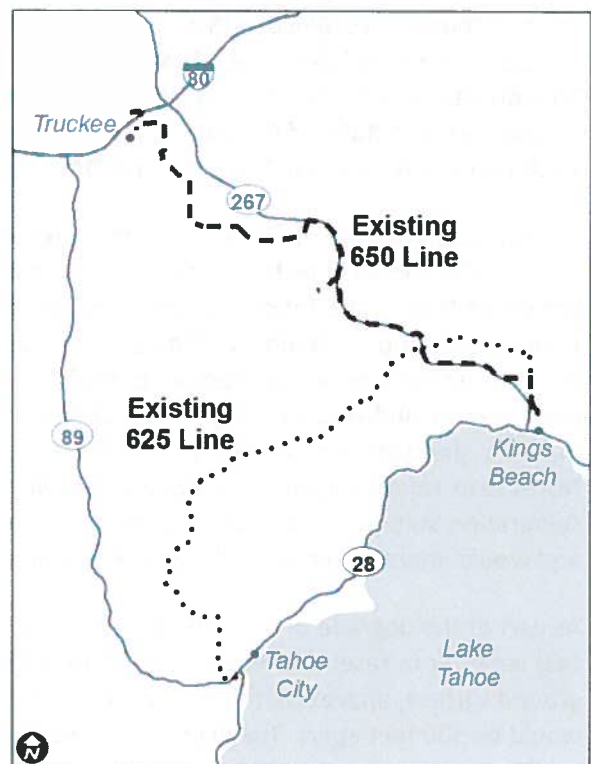 80
Truckee
267
Existing
650 Line
Existing
625 Line
89
Kings
Beach
28
Tahoe
City
Lake
Tahoe
N